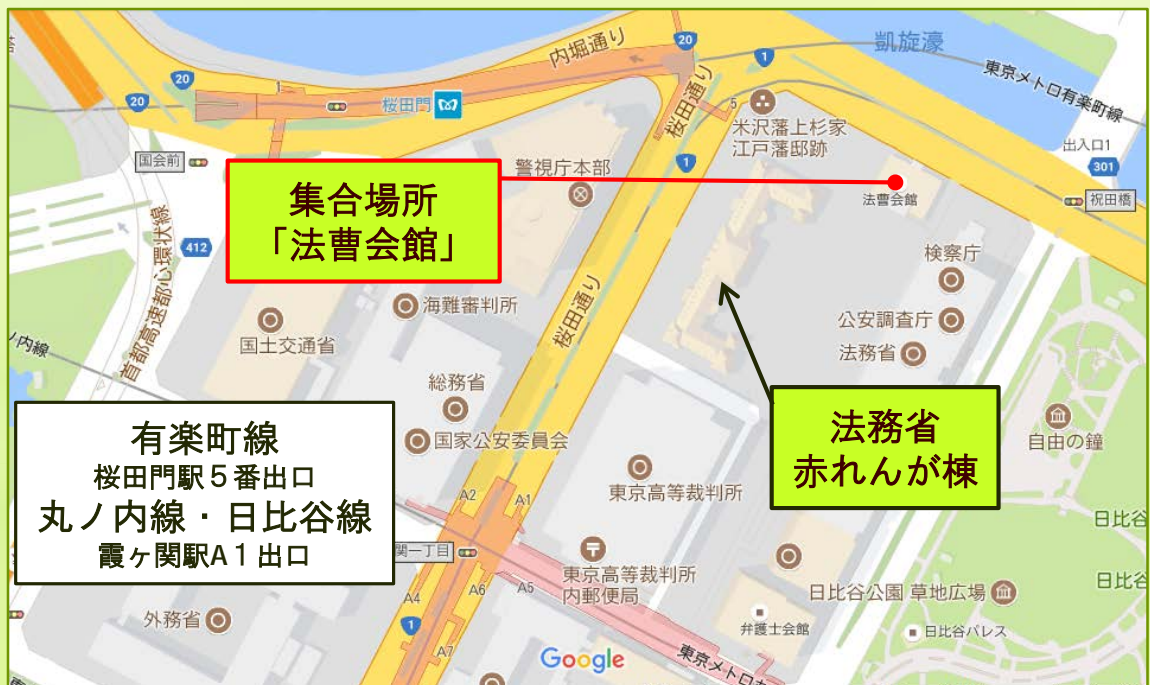 内堀通り
20
1
凱旋濠
20
20
桜田門
桜田通り
5
米沢藩上杉家
江戸藩邸跡
東京メトロ有楽町線
出入口1
301
祝田橋
国会前
警視庁本部
1
法曹会館
集合場所
「法曹会館」
412
首都高速都心環状線
海難審判所
国土交通省
桜田通り
検察庁
公安調査庁
法務省
ノ内線
総務省
国家公安委員会
法務省
赤れんが棟
自由の鐘
有楽町線
桜田門駅5番出口
丸ノ内線・日比谷線
霞ヶ関駅A1出口
A2
A1
東京高等裁判所
日比谷
関一丁目
東京高等裁判所
内郵便局
A4
A6
A5
日比谷公園 草地広場
日比谷
外務省
1
A7
弁護士会館
日比谷パレス
Google
東京メトロ